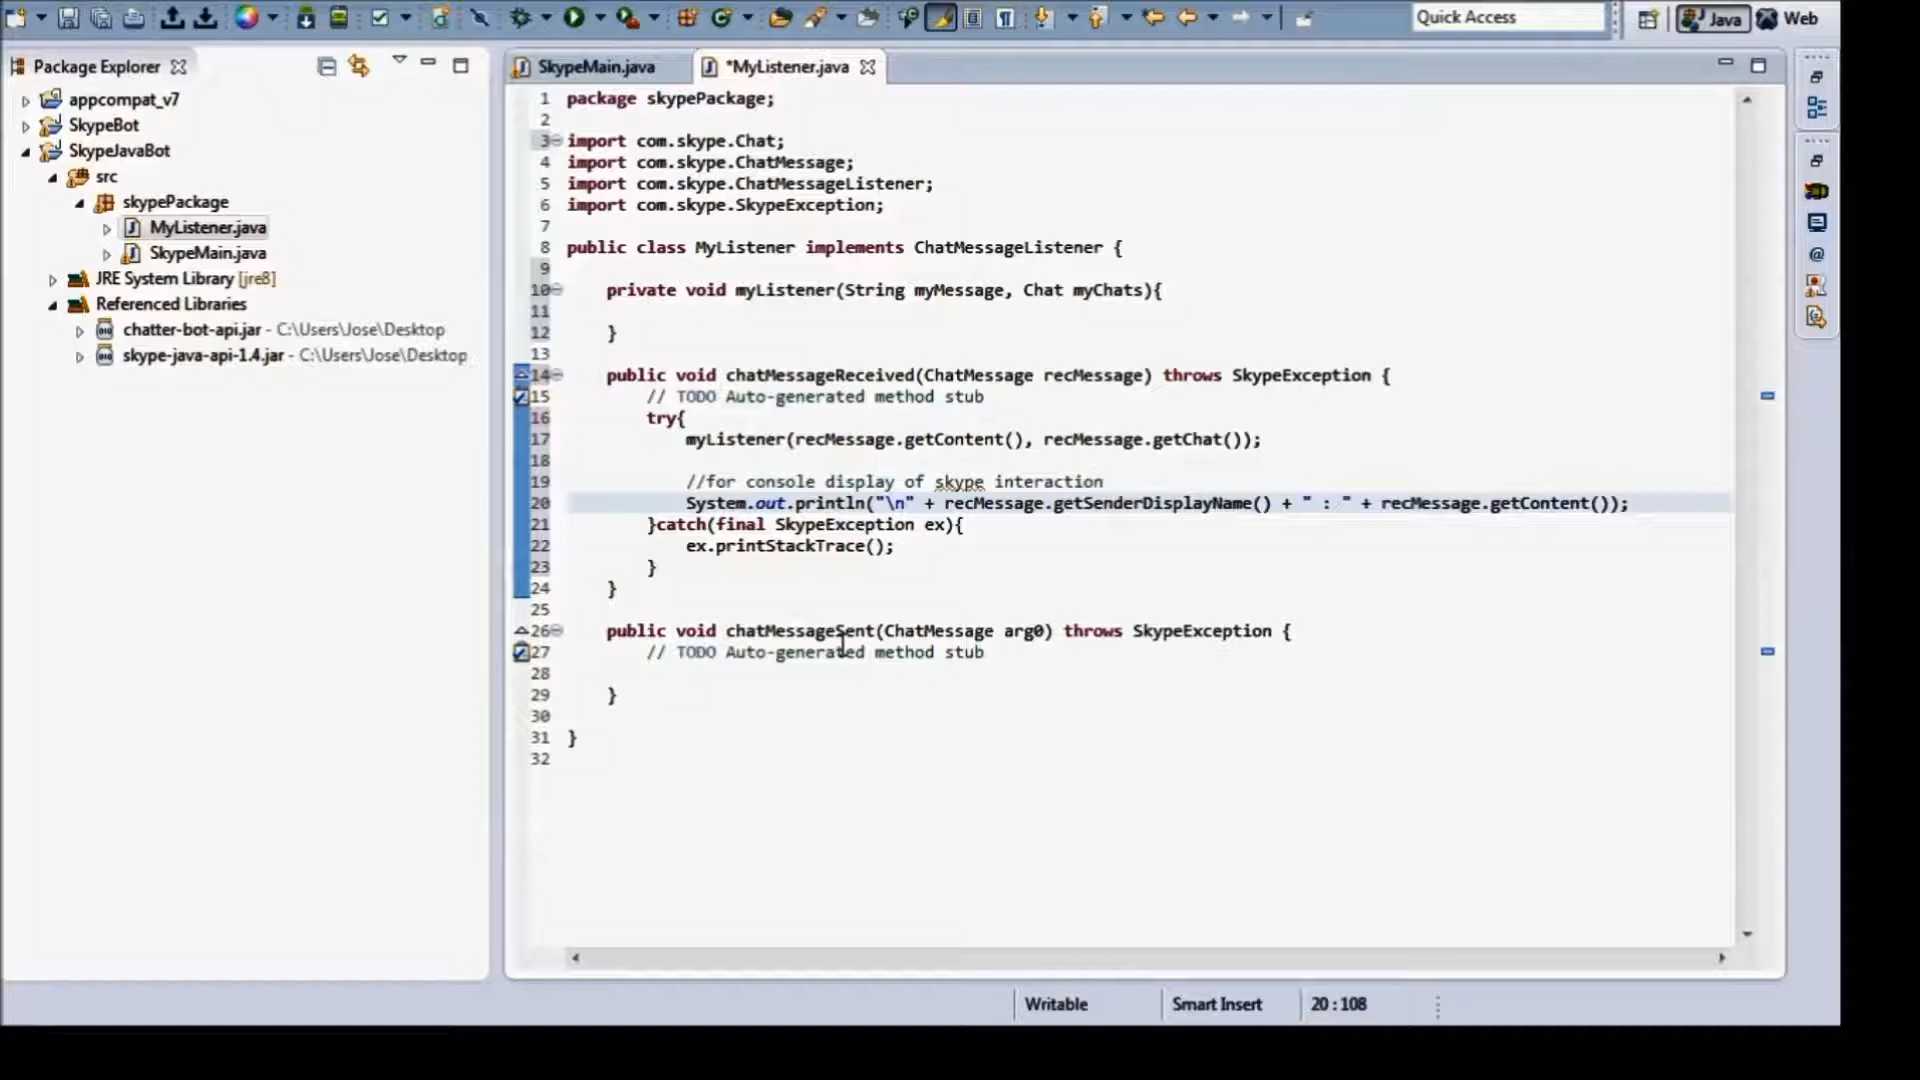 Quick Access
Java
Web
Package Explorer
appcompat_v7
SkypeBot
SkypeJavaBot
src
skypePackage
MyListener.java
SkypeMain.java
JRE System Library [jre8]
Referenced Libraries
chatter-bot-api.jar - C:\Users\Jose\Desktop
skype-java-api-1.4.jar - C:\Users\Jose\Desktop
SkypeMain.java
*MyListener.java
1 package skypePackage;
2
3 import com.skype.Chat;
4 import com.skype.ChatMessage;
5 import com.skype.ChatMessageListener;
6 import com.skype.SkypeException;
7
8 public class MyListener implements ChatMessageListener {
9
10 private void myListener(String myMessage, Chat myChats){
11
12 }
13
14 public void chatMessageReceived(ChatMessage recMessage) throws SkypeException {
15 // TODO Auto-generated method stub
16 try{
17 myListener(recMessage.getContent(), recMessage.getChat());
18
19 //for console display of skype interaction
20 System.out.println("\n" + recMessage.getSenderDisplayName() + " : " + recMessage.getContent());
21 }catch(final SkypeException ex){
22 ex.printStackTrace();
23 }
24 }
25
26 public void chatMessageSent(ChatMessage arg0) throws SkypeException {
27 // TODO Auto-generated method stub
28
29 }
30
31 }
32
Writable
Smart Insert
20 : 108